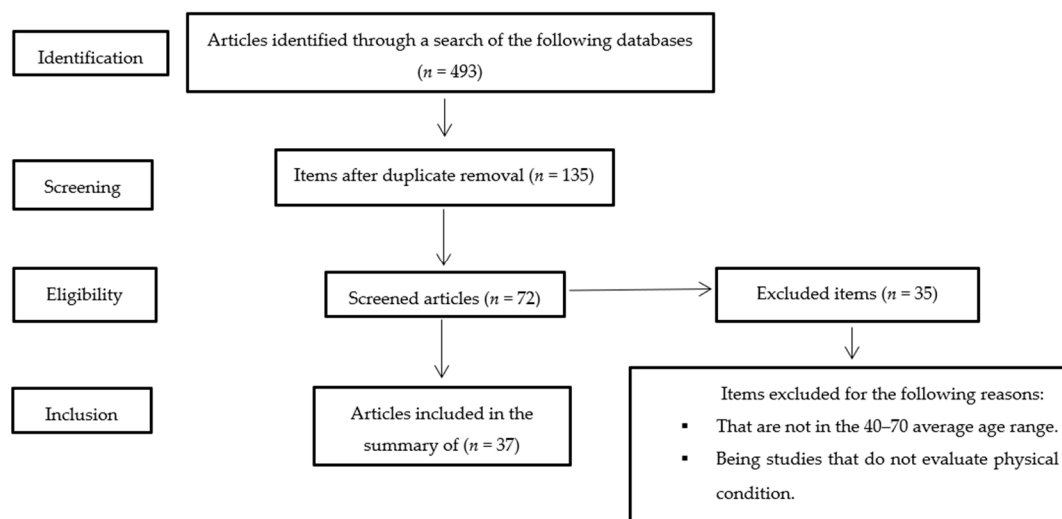 Identification
Articles identified through a search of the following databases
(n = 493)
Screening
Items after duplicate removal (n = 135)
Eligibility
Screened articles (n = 72)
Excluded items (n = 35)
Inclusion
Articles included in the
summary of (n = 37)
Items excluded for the following reasons:
▪ That are not in the 40–70 average age range.
▪ Being studies that do not evaluate physical
condition.